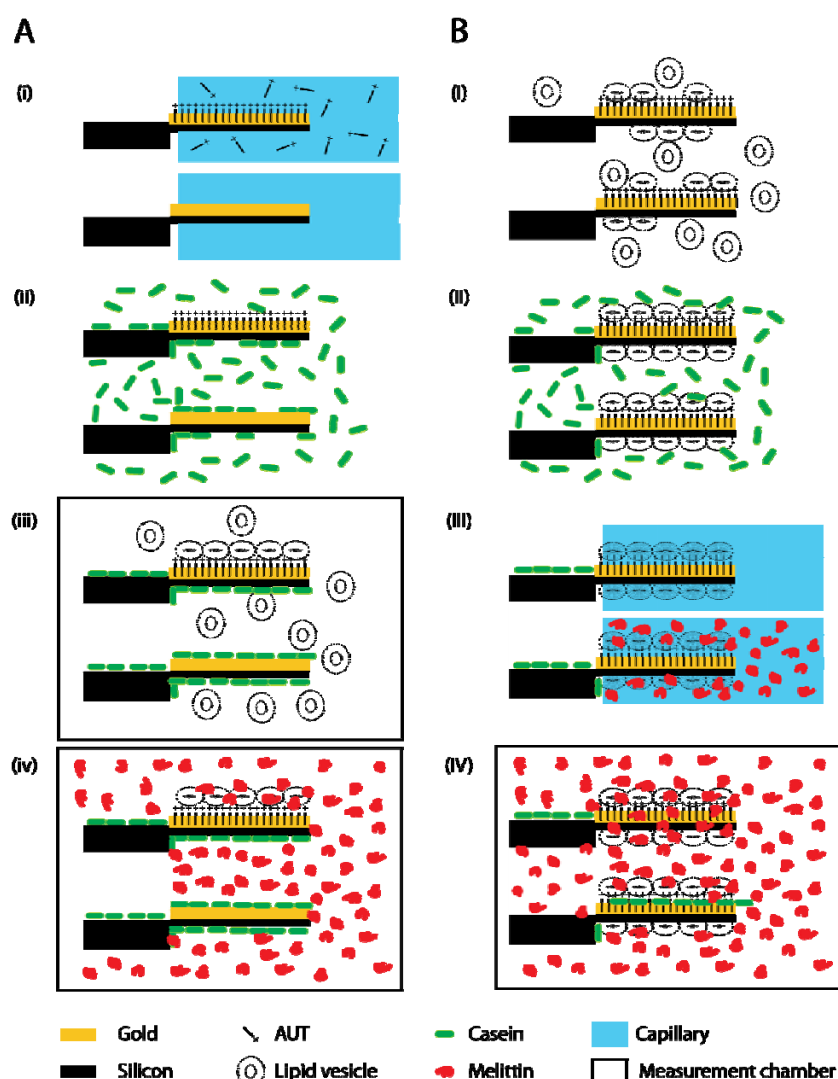 A
B
(i)
(I)
(ii)
(II)
(iii)
(III)
(iv)
(IV)
Gold
AUT
Casein
Capillary
Silicon
Lipid vesicle
Melittin
Measurement chamber